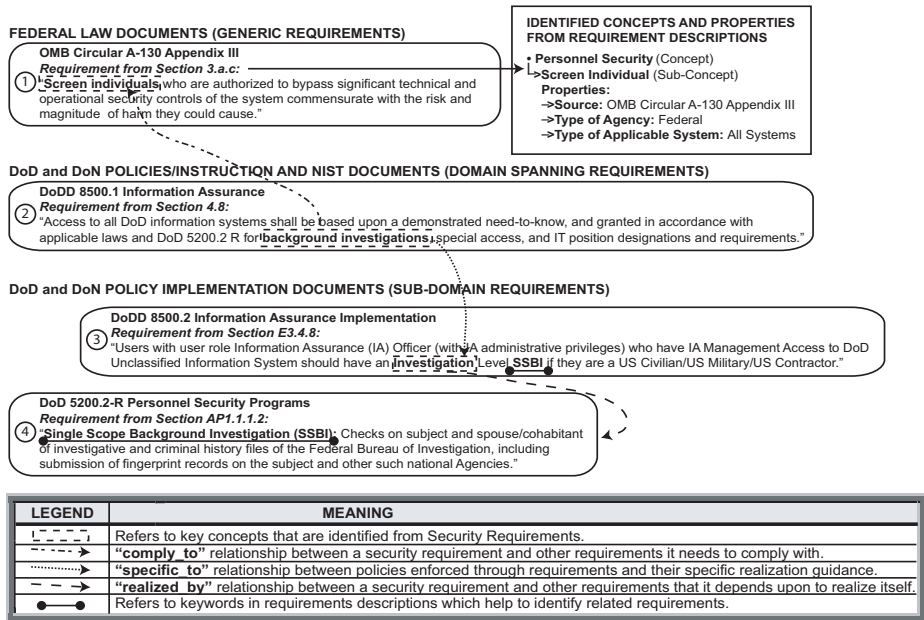 FEDERAL LAW DOCUMENTS (GENERIC REQUIREMENTS)
OMB Circular A-130 Appendix III
Requirement from Section 3.a.c:
1
“Screen individuals who are authorized to bypass significant technical and
operational security controls of the system commensurate with the risk and
magnitude of harm they could cause.”
IDENTIFIED CONCEPTS AND PROPERTIES
FROM REQUIREMENT DESCRIPTIONS
• Personnel Security (Concept)
Screen Individual (Sub-Concept)
Properties:
Source: OMB Circular A-130 Appendix III
Type of Agency: Federal
Type of Applicable System: All Systems
DoD and DoN POLICIES/INSTRUCTION AND NIST DOCUMENTS (DOMAIN SPANNING REQUIREMENTS)
DoDD 8500.1 Information Assurance
Requirement from Section 4.8:
2
“Access to all DoD information systems shall be based upon a demonstrated need-to-know, and granted in accordance with
applicable laws and DoD 5200.2 R for background investigations, special access, and IT position designations and requirements.”
DoD and DoN POLICY IMPLEMENTATION DOCUMENTS (SUB-DOMAIN REQUIREMENTS)
DoDD 8500.2 Information Assurance Implementation
Requirement from Section E3.4.8:
3
“Users with user role Information Assurance (IA) Officer (with IA administrative privileges) who have IA Management Access to DoD
Unclassified Information System should have an Investigation Level SSBI if they are a US Civilian/US Military/US Contractor.”
DoD 5200.2-R Personnel Security Programs
Requirement from Section AP1.1.1.2:
4
“Single Scope Background Investigation (SSBI): Checks on subject and spouse/cohabitant
of investigative and criminal history files of the Federal Bureau of Investigation, including
submission of fingerprint records on the subject and other such national Agencies.”
LEGEND MEANING
Refers to key concepts that are identified from Security Requirements.
“comply_to” relationship between a security requirement and other requirements it needs to comply with.
“specific_to” relationship between policies enforced through requirements and their specific realization guidance.
“realized_by” relationship between a security requirement and other requirements that it depends upon to realize itself.
Refers to keywords in requirements descriptions which help to identify related requirements.